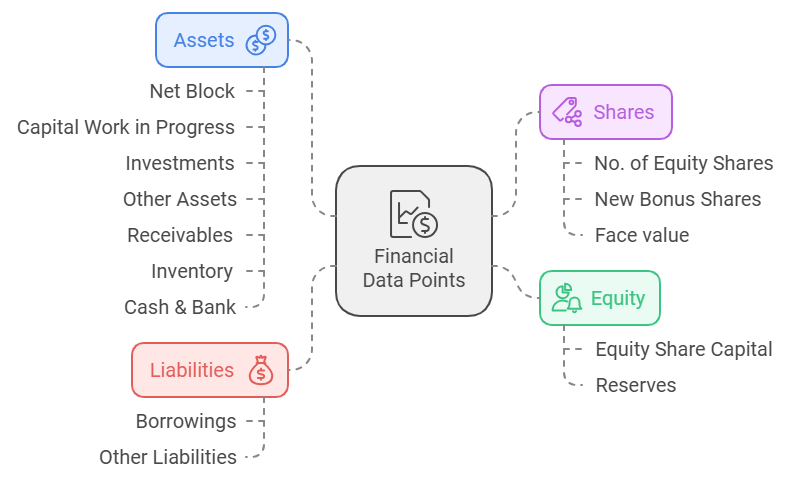 Assets
Net Block
Capital Work in Progress
Investments
Other Assets
Receivables
Inventory
Cash & Bank
Liabilities
Borrowings
Other Liabilities
Financial
Data Points
Shares
No. of Equity Shares
New Bonus Shares
Face value
Equity
Equity Share Capital
Reserves